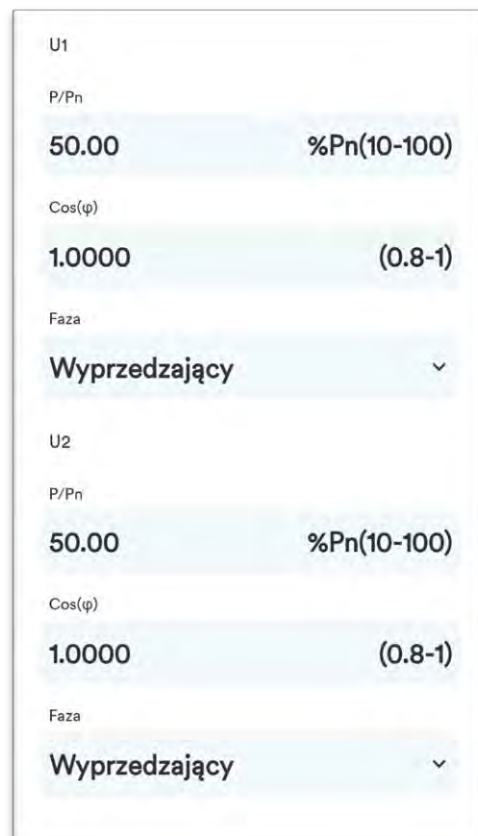 U1
P/Pn
50.00 %Pn(10-100)
Cos(φ)
1.0000 (0.8-1)
Faza
Wyprzedzający
U2
P/Pn
50.00 %Pn(10-100)
Cos(φ)
1.0000 (0.8-1)
Faza
Wyprzedzający